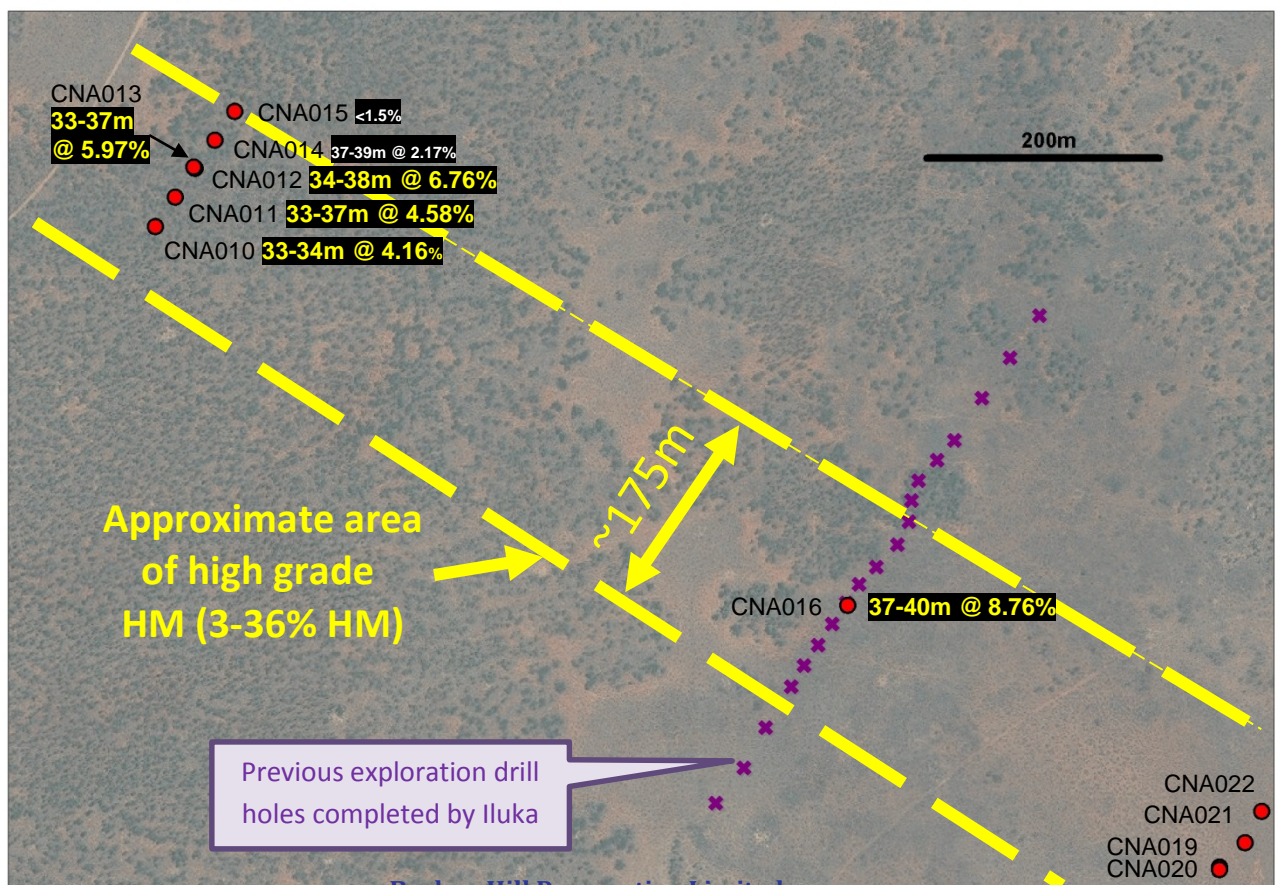 CNA013
33-37m
@ 5.97%
CNA015 <1.5%
CNA014 37-39m @ 2.17%
CNA012 34-38m @ 6.76%
CNA011 33-37m @ 4.58%
CNA010 33-34m @ 4.16%
200m
~175m
Approximate area
of high grade
HM (3-36% HM)
CNA016 37-40m @ 8.76%
Previous exploration drill
holes completed by Iluka
CNA022
CNA021
CNA019
CNA020